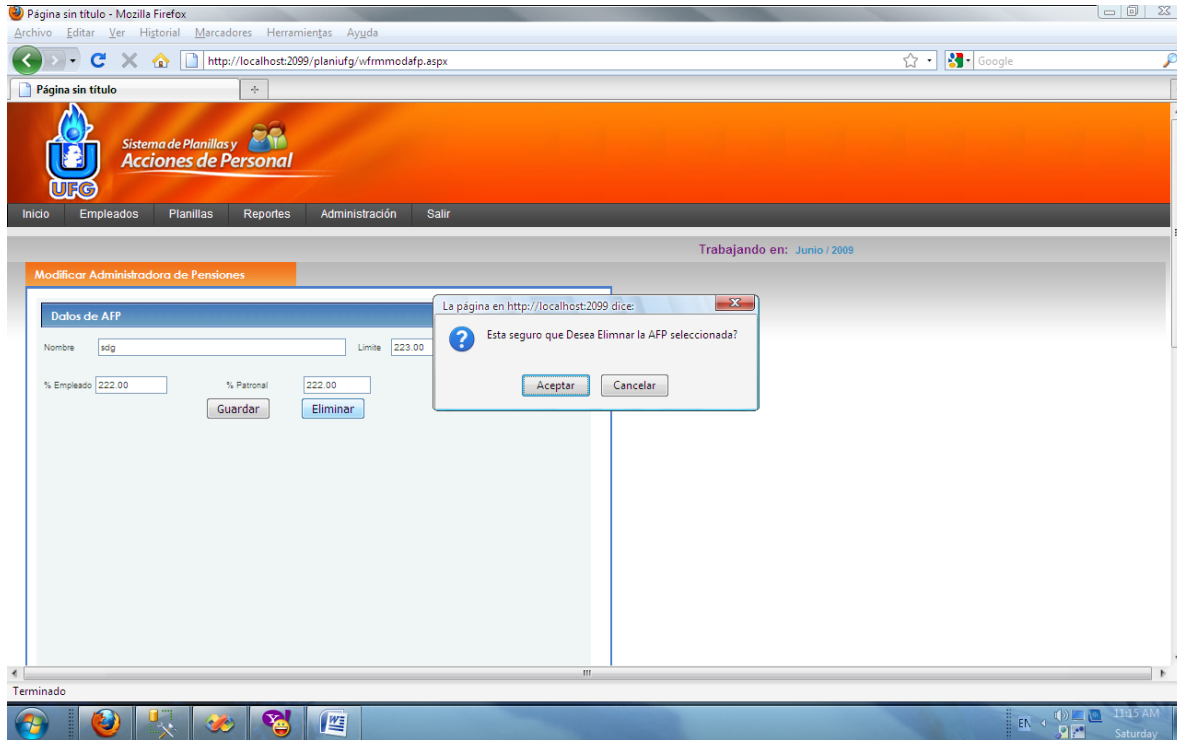 Página sin título - Mozilla Firefox
Archivo Editar Ver Historial Marcadores Herramientas Ayuda
http://localhost:2099/planiufg/wfrmmodafp.aspx
Google
Página sin título
Sistema de Planillas y
Acciones de Personal
UFG
Inicio Empleados Planillas Reportes Administración Salir
Trabajando en: Junio / 2009
Modificar Administradora de Pensiones
Datos de AFP
Nombre sdg Limite 223.00
% Empleado 222.00 % Patronal 222.00
Guardar Eliminar
La página en http://localhost:2099 dice:
Esta seguro que Desea Elimnar la AFP seleccionada?
Aceptar Cancelar
Terminado
EN
11:15 AM
Saturday